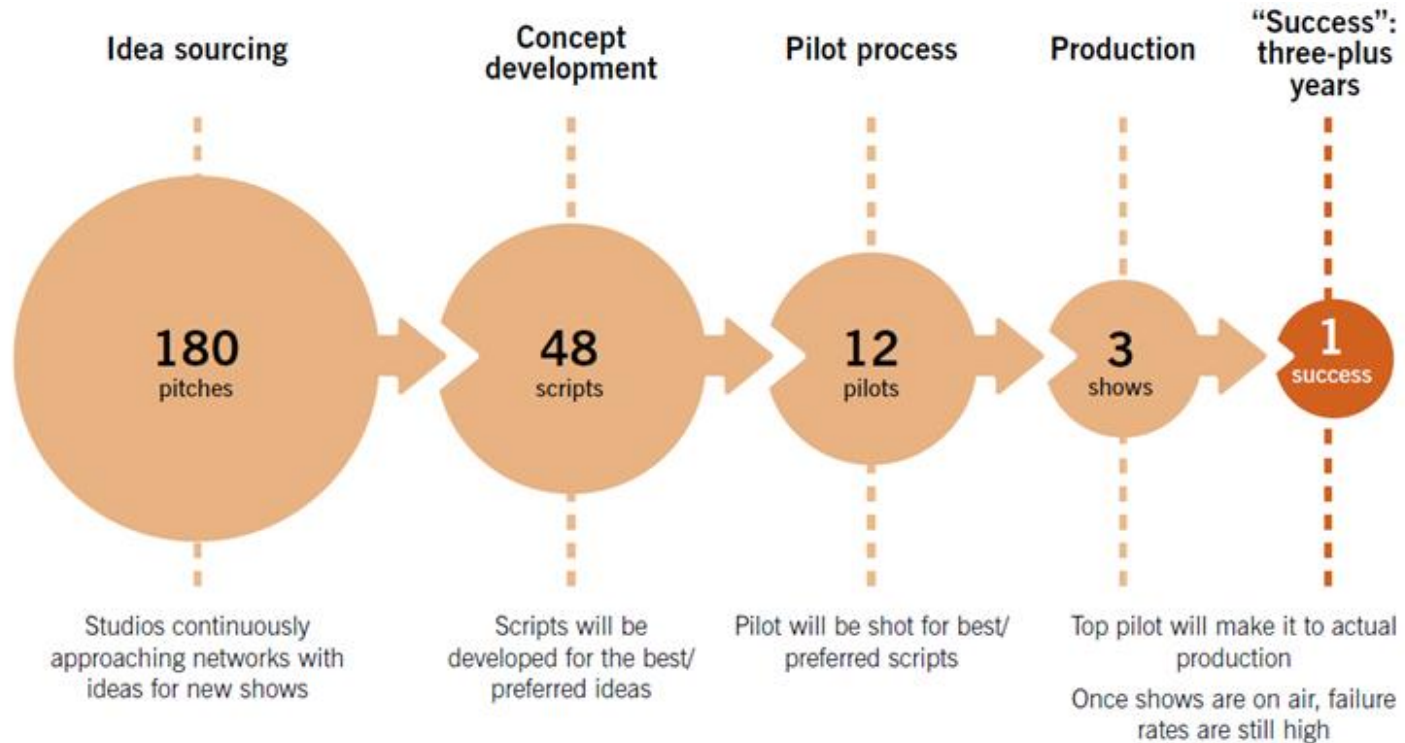 Idea sourcing
Concept
development
Pilot process
Production
“Success”:
three-plus
years
180
pitches
48
scripts
12
pilots
3
shows
1
success
Studios continuously
approaching networks with
ideas for new shows
Scripts will be
developed for the best/
preferred ideas
Pilot will be shot for best/
preferred scripts
Top pilot will make it to actual
production
Once shows are on air, failure
rates are still high